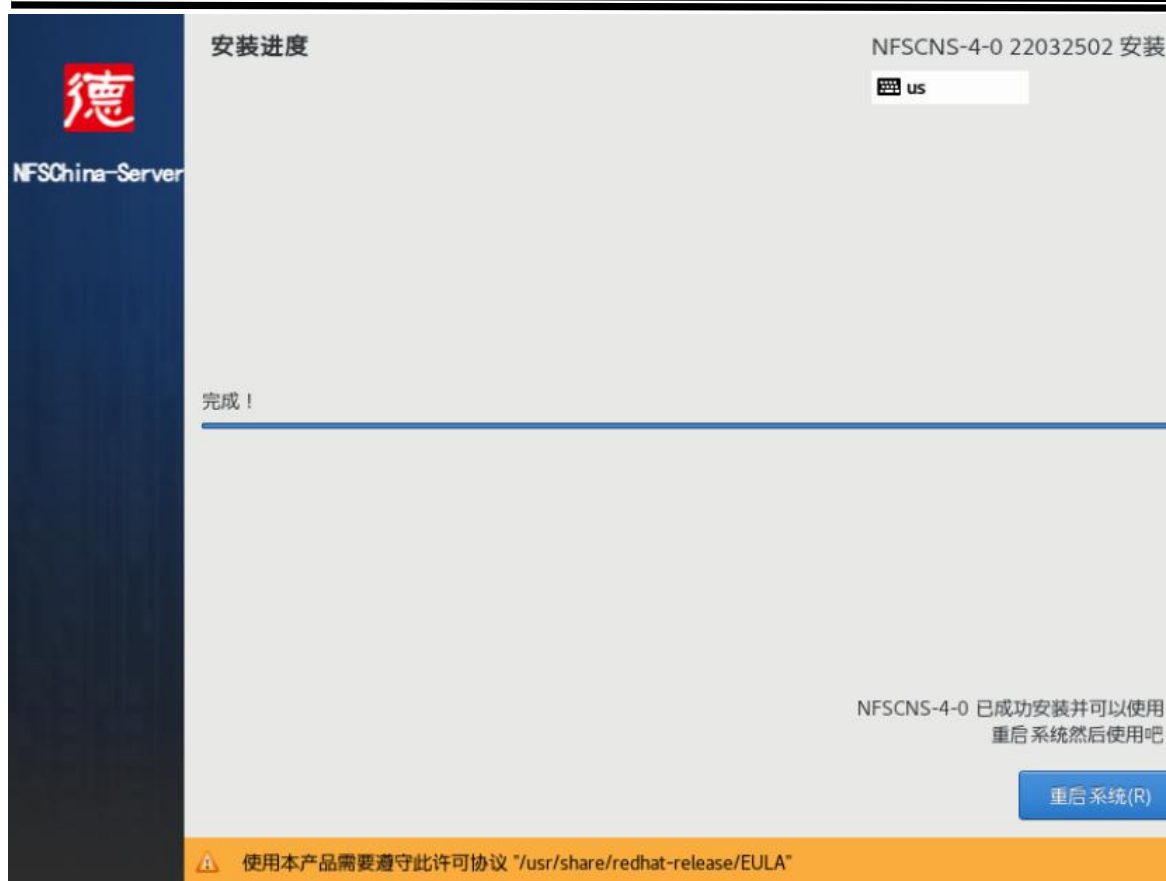 安装进度
NFSCNS-4-0 22032502 安装
德
us
NFSChina-Server
完成！
NFSCNS-4-0 已成功安装并可以使用
重启系统然后使用吧
重启系统(R)
使用本产品需要遵守此许可协议 "/usr/share/redhat-release/EULA"